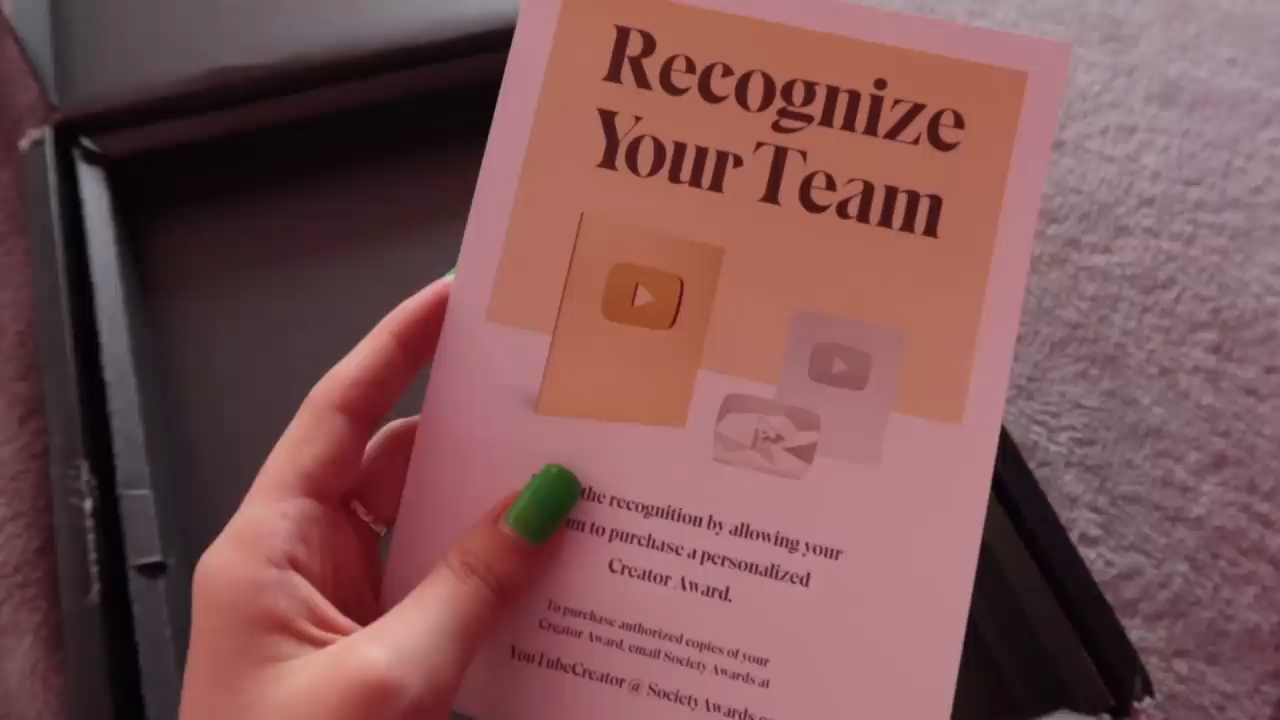 Recognize
Your Team
the recognition by allowing your
to purchase a personalized
Creator Award.
To purchase authorized copies of your
Creator Award, email Society Awards at
YouTubeCreator@SocietyAwards